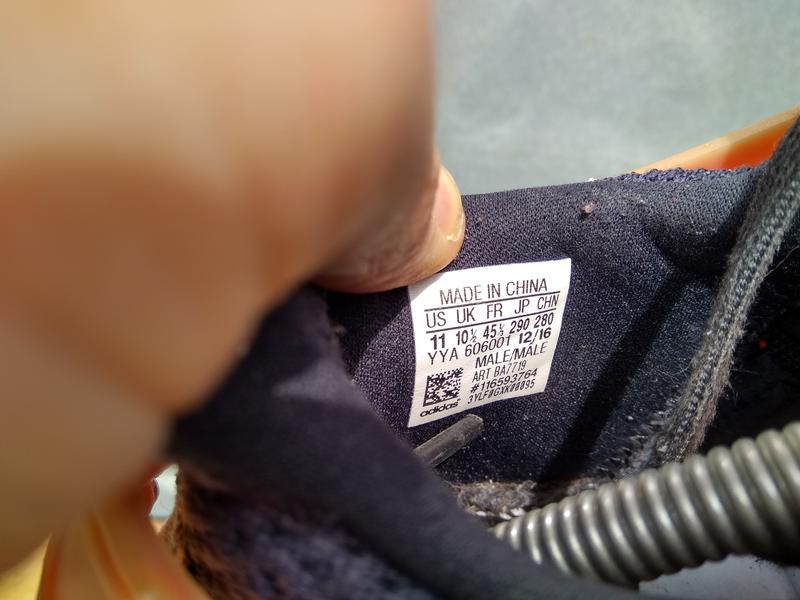 MADE IN CHINA
US UK FR JP CHN
11 10½ 45⅓ 290 280
YYA 606001 12/16
MALE/MALE
ART BA7719
#116593764
3YLF0GXK00095
adidas